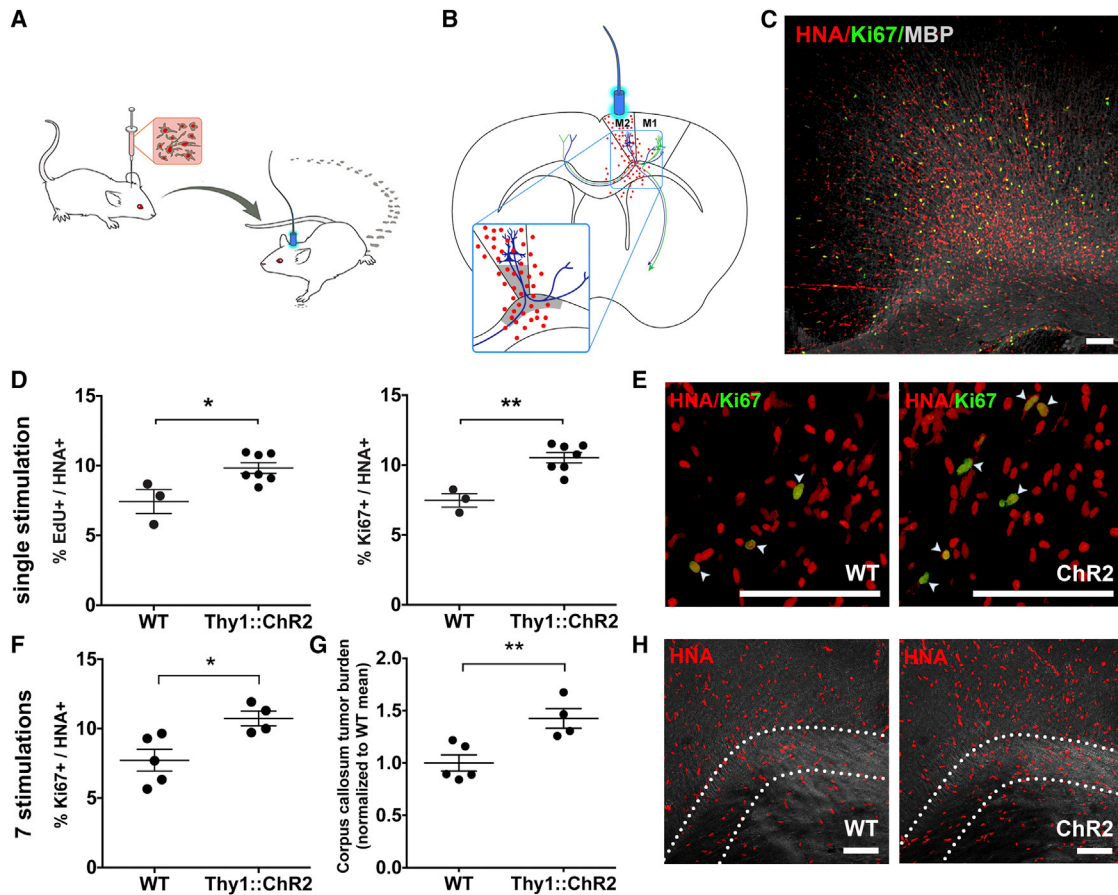 A
B
M2 M1
C
HNA/Ki67/MBP
D
single stimulation
% EdU+ / HNA+
15
10
5
0
*
WT Thy1::ChR2
% Ki67+ / HNA+
15
10
5
0
**
WT Thy1::ChR2
E
HNA/Ki67
WT
HNA/Ki67
ChR2
F
7 stimulations
% Ki67+ / HNA+
15
10
5
0
*
WT Thy1::ChR2
G
Corpus callosum tumor burden
(normalized to WT mean)
2.0
1.5
1.0
0.5
0.0
**
WT Thy1::ChR2
H
HNA
WT
HNA
ChR2